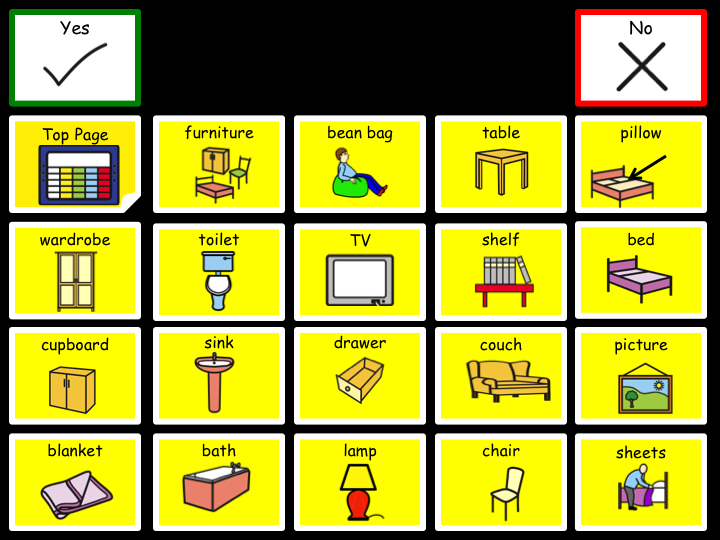 Yes
No
Top Page
furniture
bean bag
table
pillow
wardrobe
toilet
TV
shelf
bed
cupboard
sink
drawer
couch
picture
blanket
bath
lamp
chair
sheets